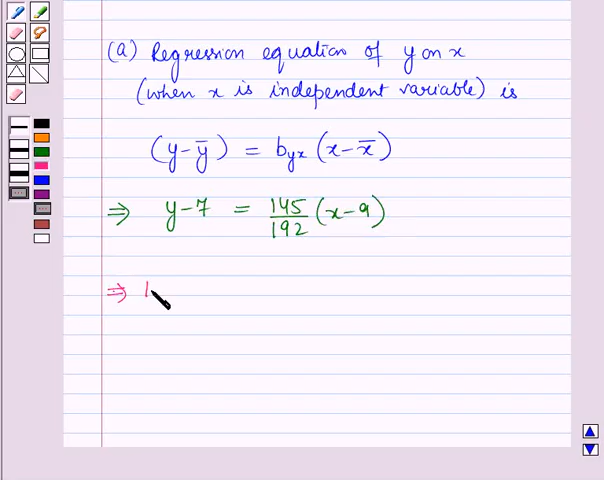 (a) Regression equation of y on x
(when x is independent variable) is
(y-ȳ) = byx (x-x̄)
⇒ y-7 = 145/192 (x-9)
⇒ 1